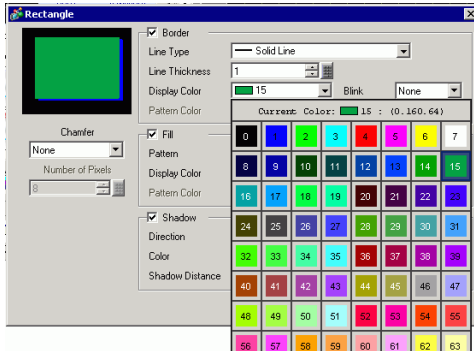 Rectangle
Border
Line Type
Solid Line
Line Thickness
1
Display Color
15
Blink
None
Pattern Color
Current Color: 15 : (0.160.64)
Chamfer
None
Number of Pixels
8
Fill
Pattern
Display Color
Pattern Color
Shadow
Direction
Color
Shadow Distance
0 1 2 3 4 5 6 7
8 9 10 11 12 13 14 15
16 17 18 19 20 21 22 23
24 25 26 27 28 29 30 31
32 33 34 35 36 37 38 39
40 41 42 43 44 45 46 47
48 49 50 51 52 53 54 55
56 57 58 59 60 61 62 63